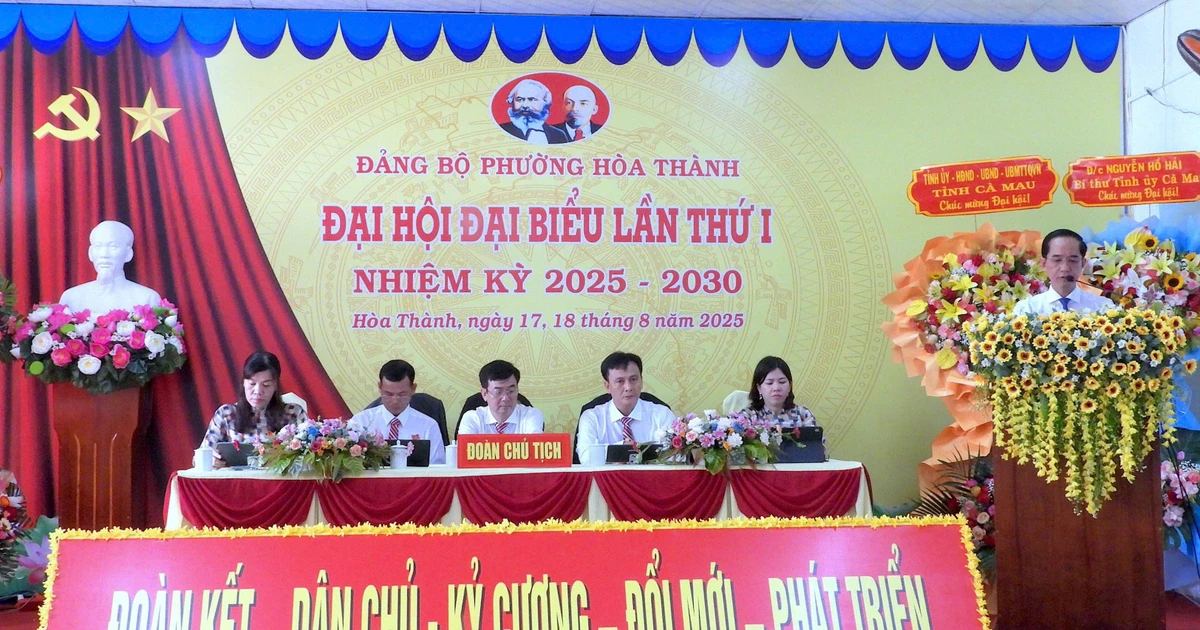 ĐẢNG BỘ PHƯỜNG HÒA THÀNH
ĐẠI HỘI ĐẠI BIỂU LẦN THỨ I
NHIỆM KỲ 2025 - 2030
Hòa Thành, ngày 17, 18 tháng 8 năm 2025
TỈNH ỦY - HĐND - UBND - UBMTTQVN
TỈNH CÀ MAU
Chúc mừng Đại hội!
Đ/c NGUYỄN HỒ HẢI
Bí thư Tỉnh ủy Cà Ma
Chúc mừng Đại hội!
ĐOÀN CHỦ TỊCH
ĐOÀN KẾT - DÂN CHỦ - KỶ CƯƠNG - ĐỔI MỚI - PHÁT TRIỂN